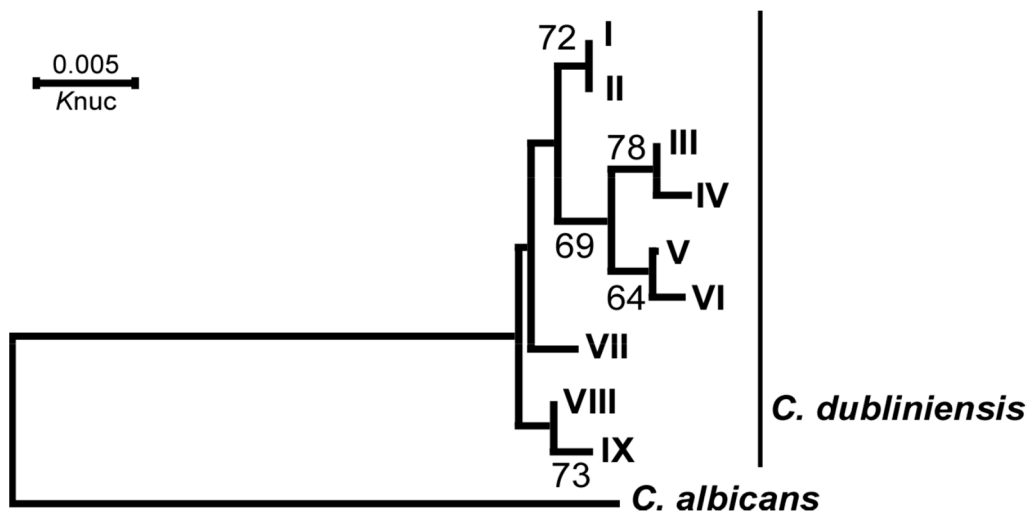 0.005
Knuc
72
I
II
78
III
IV
69
V
64
VI
VII
VIII
C. dubliniensis
IX
73
C. albicans